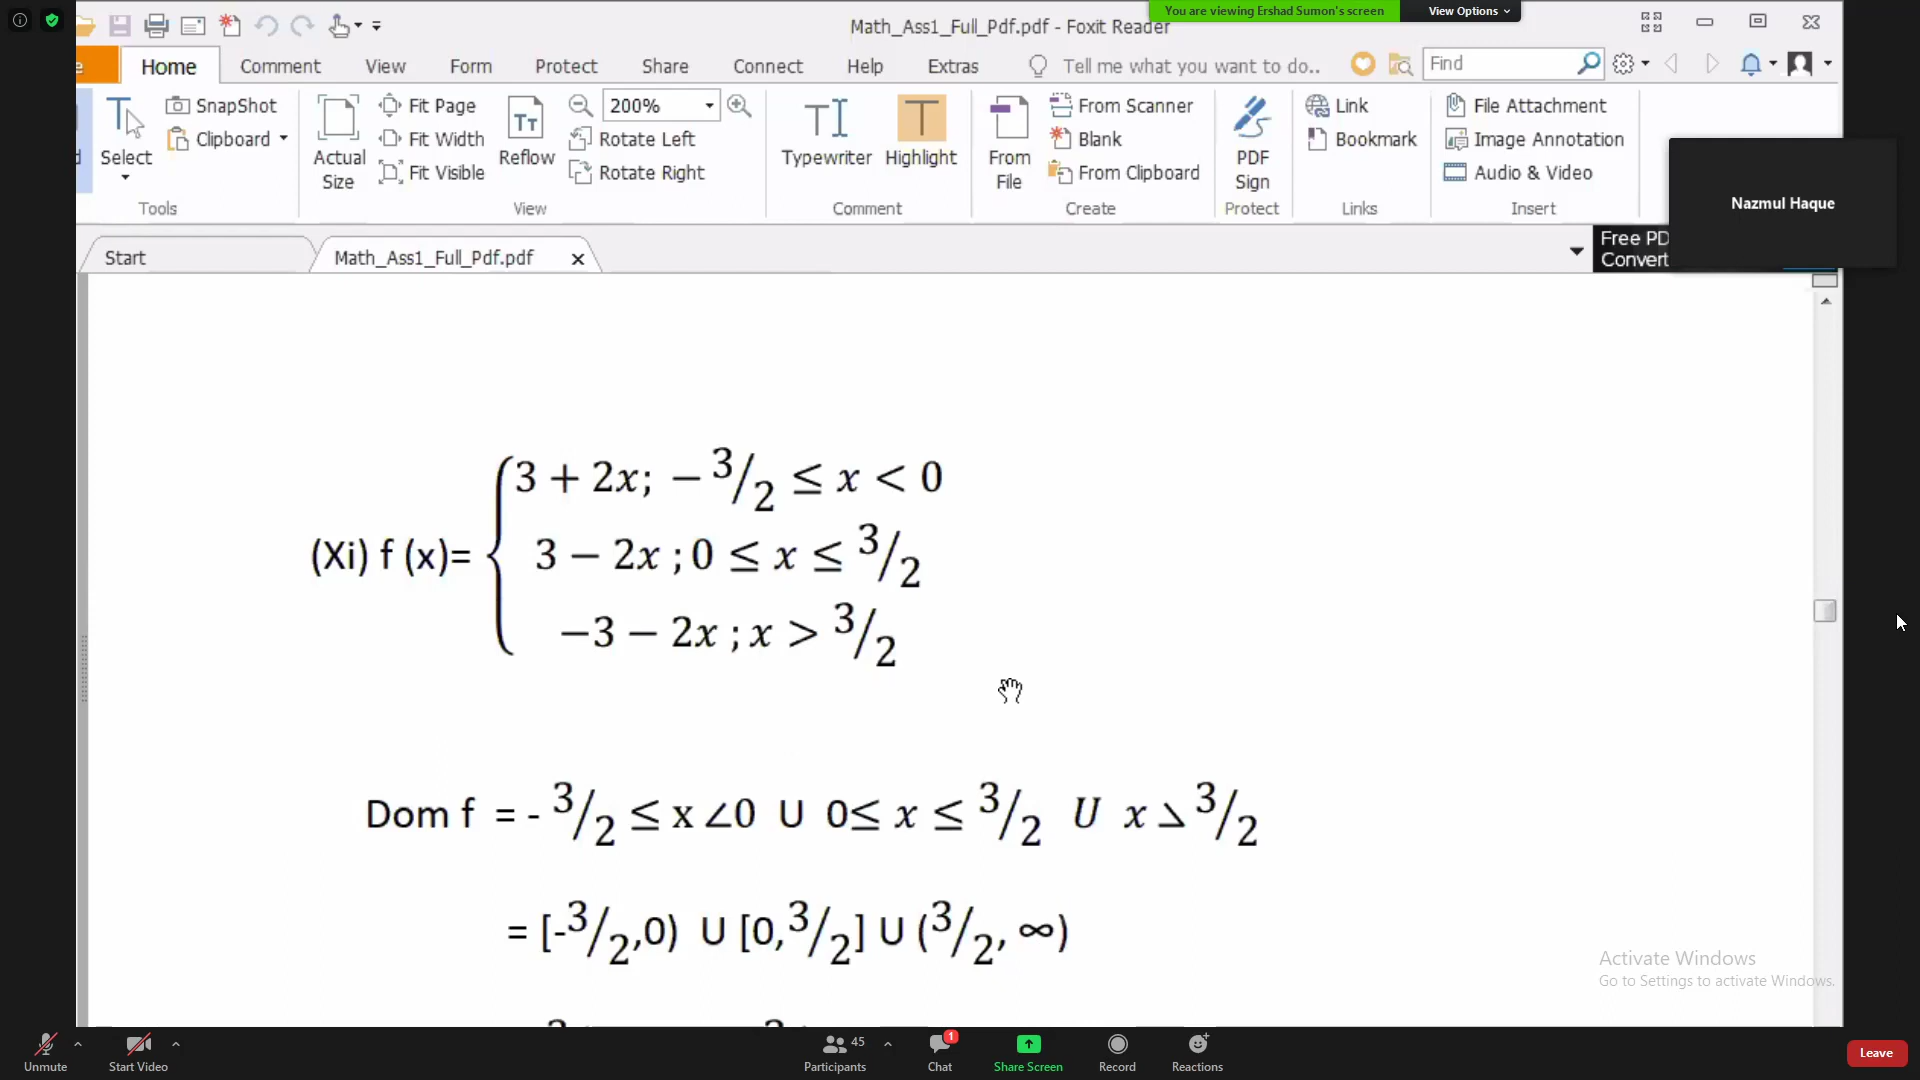 Math_Ass1_Full_Pdf.pdf - Foxit Reader
You are viewing Ershad Sumon's screen
View Options
Home Comment View Form Protect Share Connect Help Extras Tell me what you want to do.. Find
Select
SnapShot
Clipboard
Tools
Actual Size
Fit Page
Fit Width
Fit Visible
Reflow
200%
Rotate Left
Rotate Right
View
Typewriter
Highlight
Comment
From File
From Scanner
Blank
From Clipboard
Create
PDF Sign
Protect
Link
Bookmark
Links
File Attachment
Image Annotation
Audio & Video
Insert
Nazmul Haque
Start
Math_Ass1_Full_Pdf.pdf
Free PD
Convert
3 + 2x; − 3/2 ≤ x < 0
(Xi) f (x)= { 3 − 2x ; 0 ≤ x ≤ 3/2
−3 − 2x ; x > 3/2
Dom f = - 3/2 ≤ x ∠0 U 0≤ x ≤ 3/2 U x ⦣ 3/2
= [-3/2,0) U [0,3/2] U (3/2, ∞)
Activate Windows
Go to Settings to activate Windows.
Unmute
Start Video
45
Participants
1
Chat
Share Screen
Record
Reactions
Leave